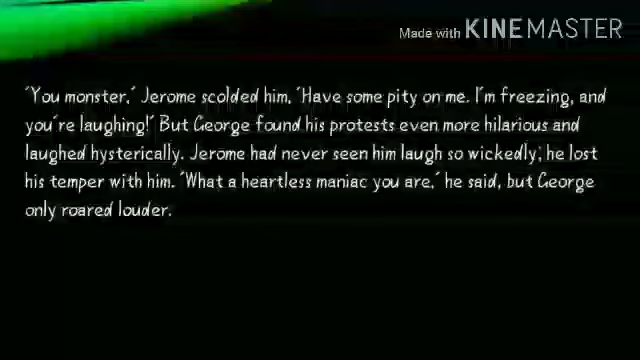 Made with KINEMASTER
'You monster,' Jerome scolded him, 'Have some pity on me. I'm freezing, and
you're laughing!' But George found his protests even more hilarious and
laughed hysterically. Jerome had never seen him laugh so wickedly; he lost
his temper with him. 'What a heartless maniac you are,' he said, but George
only roared louder.